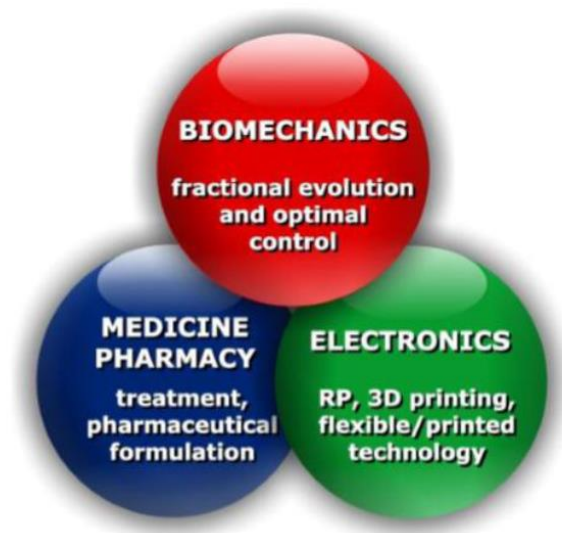 BIOMECHANICS
fractional evolution
and optimal
control
MEDICINE
PHARMACY
treatment,
pharmaceutical
formulation
ELECTRONICS
RP, 3D printing,
flexible/printed
technology